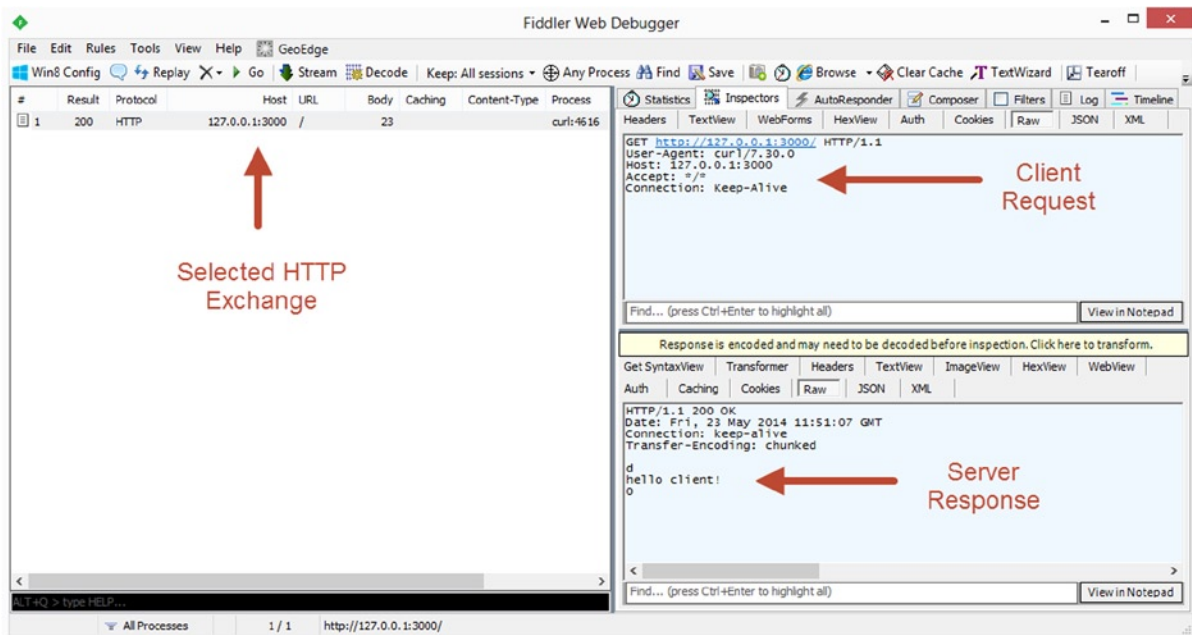 Fiddler Web Debugger
File Edit Rules Tools View Help GeoEdge
Win8 Config Replay X Go Stream Decode Keep: All sessions Any Process Find Save Browse Clear Cache TextWizard Tearoff
# Result Protocol Host URL Body Caching Content-Type Process
1 200 HTTP 127.0.0.1:3000 / 23 curl:4616
Selected HTTP
Exchange
Statistics Inspectors AutoResponder Composer Filters Log Timeline
Headers TextView WebForms HexView Auth Cookies Raw JSON XML
GET http://127.0.0.1:3000/ HTTP/1.1
User-Agent: curl/7.30.0
Host: 127.0.0.1:3000
Accept: */*
Connection: Keep-Alive
Client
Request
Find... (press Ctrl+Enter to highlight all) View in Notepad
Response is encoded and may need to be decoded before inspection. Click here to transform.
Get SyntaxView Transformer Headers TextView ImageView HexView WebView
Auth Caching Cookies Raw JSON XML
HTTP/1.1 200 OK
Date: Fri, 23 May 2014 11:51:07 GMT
Connection: keep-alive
Transfer-Encoding: chunked
d
hello client!
0
Server
Response
Find... (press Ctrl+Enter to highlight all) View in Notepad
ALT+Q > type HELP...
All Processes 1 / 1 http://127.0.0.1:3000/